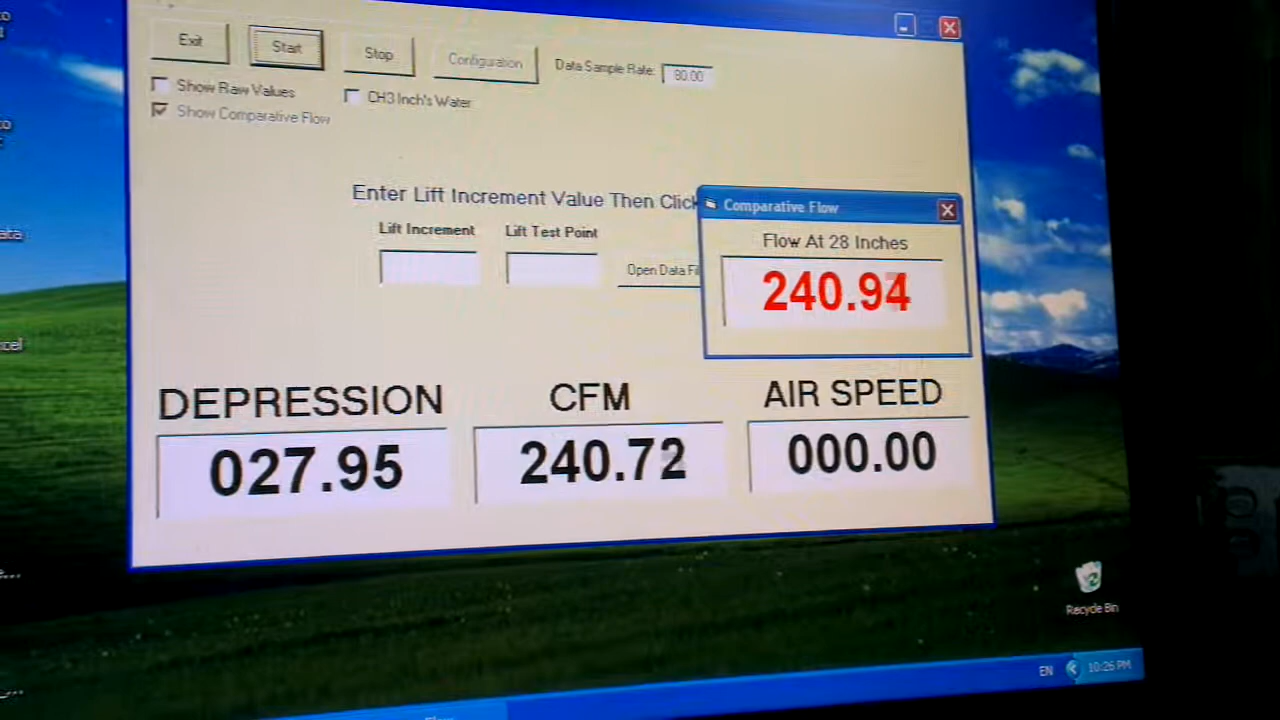 Exit Start Stop Configuration Data Sample Rate: 80.00
Show Raw Values CH3 Inch's Water
Show Comparative Flow
Enter Lift Increment Value Then Click
Lift Increment Lift Test Point
Open Data Fi
Comparative Flow
Flow At 28 Inches
240.94
DEPRESSION CFM AIR SPEED
027.95 240.72 000.00
Recycle Bin
EN 10:26 PM